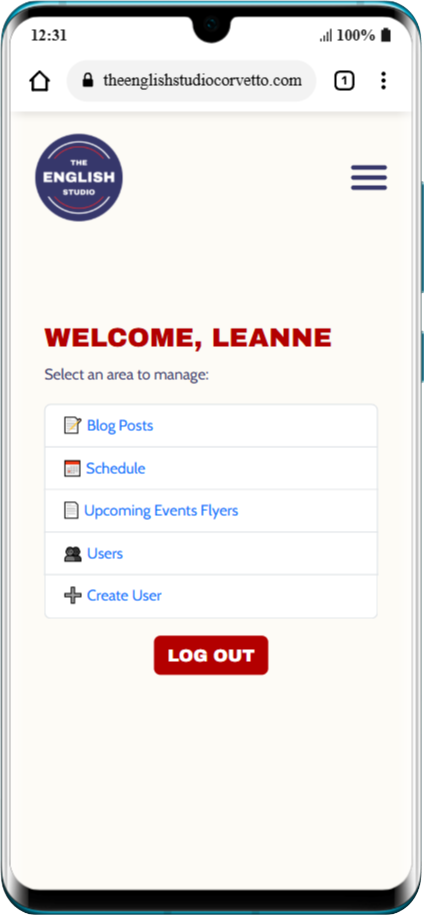 12:31
100%
theenglishstudiocorvetto.com
1
THE
ENGLISH
STUDIO
WELCOME, LEANNE
Select an area to manage:
Blog Posts
Schedule
Upcoming Events Flyers
Users
Create User
LOG OUT